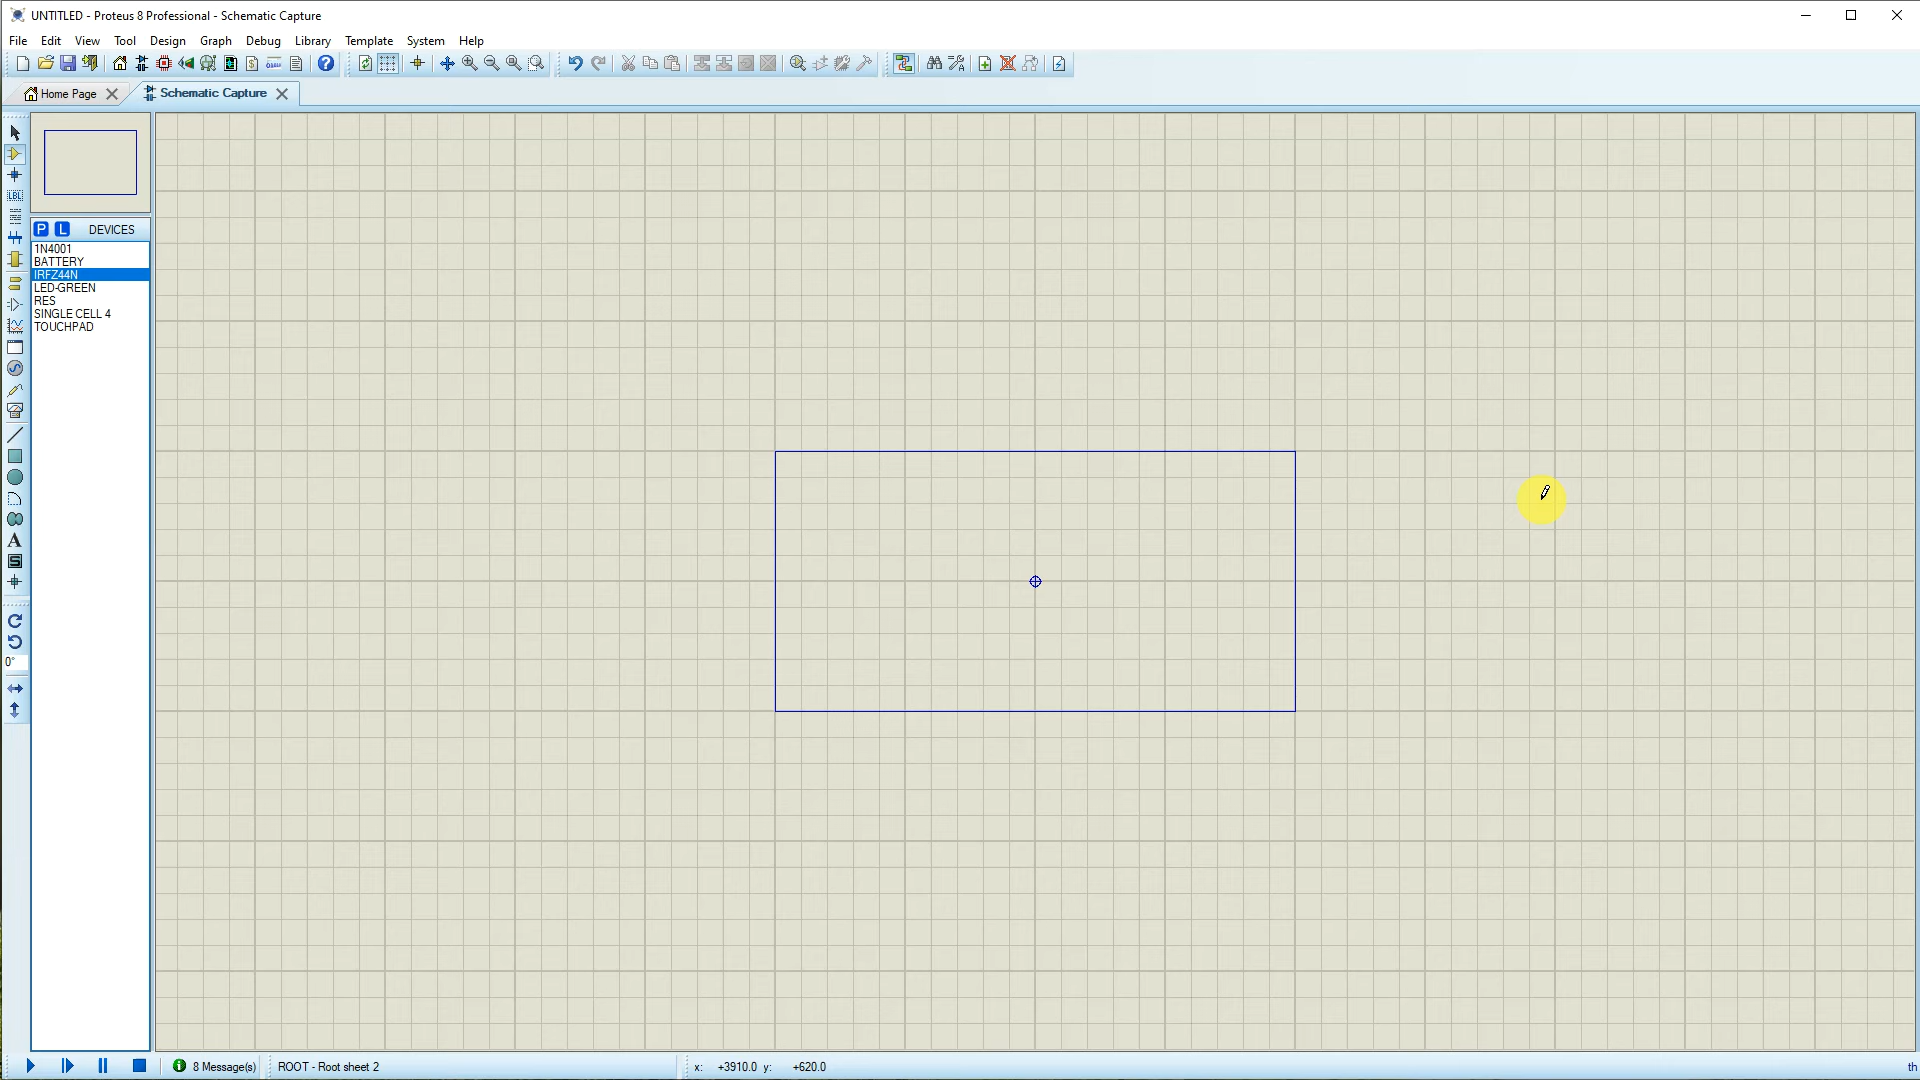 UNTITLED - Proteus 8 Professional - Schematic Capture
File Edit View Tool Design Graph Debug Library Template System Help
Home Page Schematic Capture
P L DEVICES
1N4001
BATTERY
IRFZ44N
LED-GREEN
RES
SINGLE CELL 4
TOUCHPAD
LBL
A
S
0°
8 Message(s) ROOT - Root sheet 2 x: +3910.0 y: +620.0 th